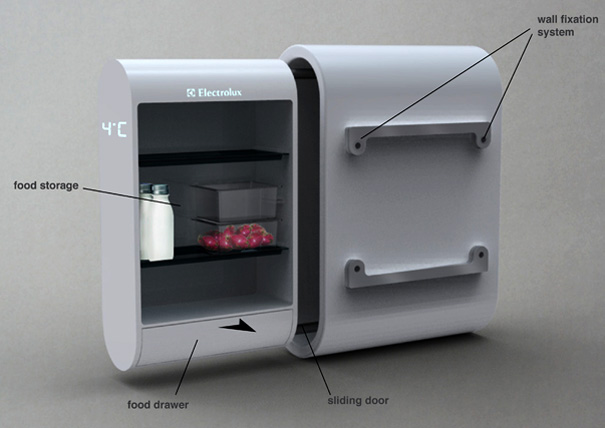 wall fixation
system
Electrolux
4°C
food storage
food drawer
sliding door